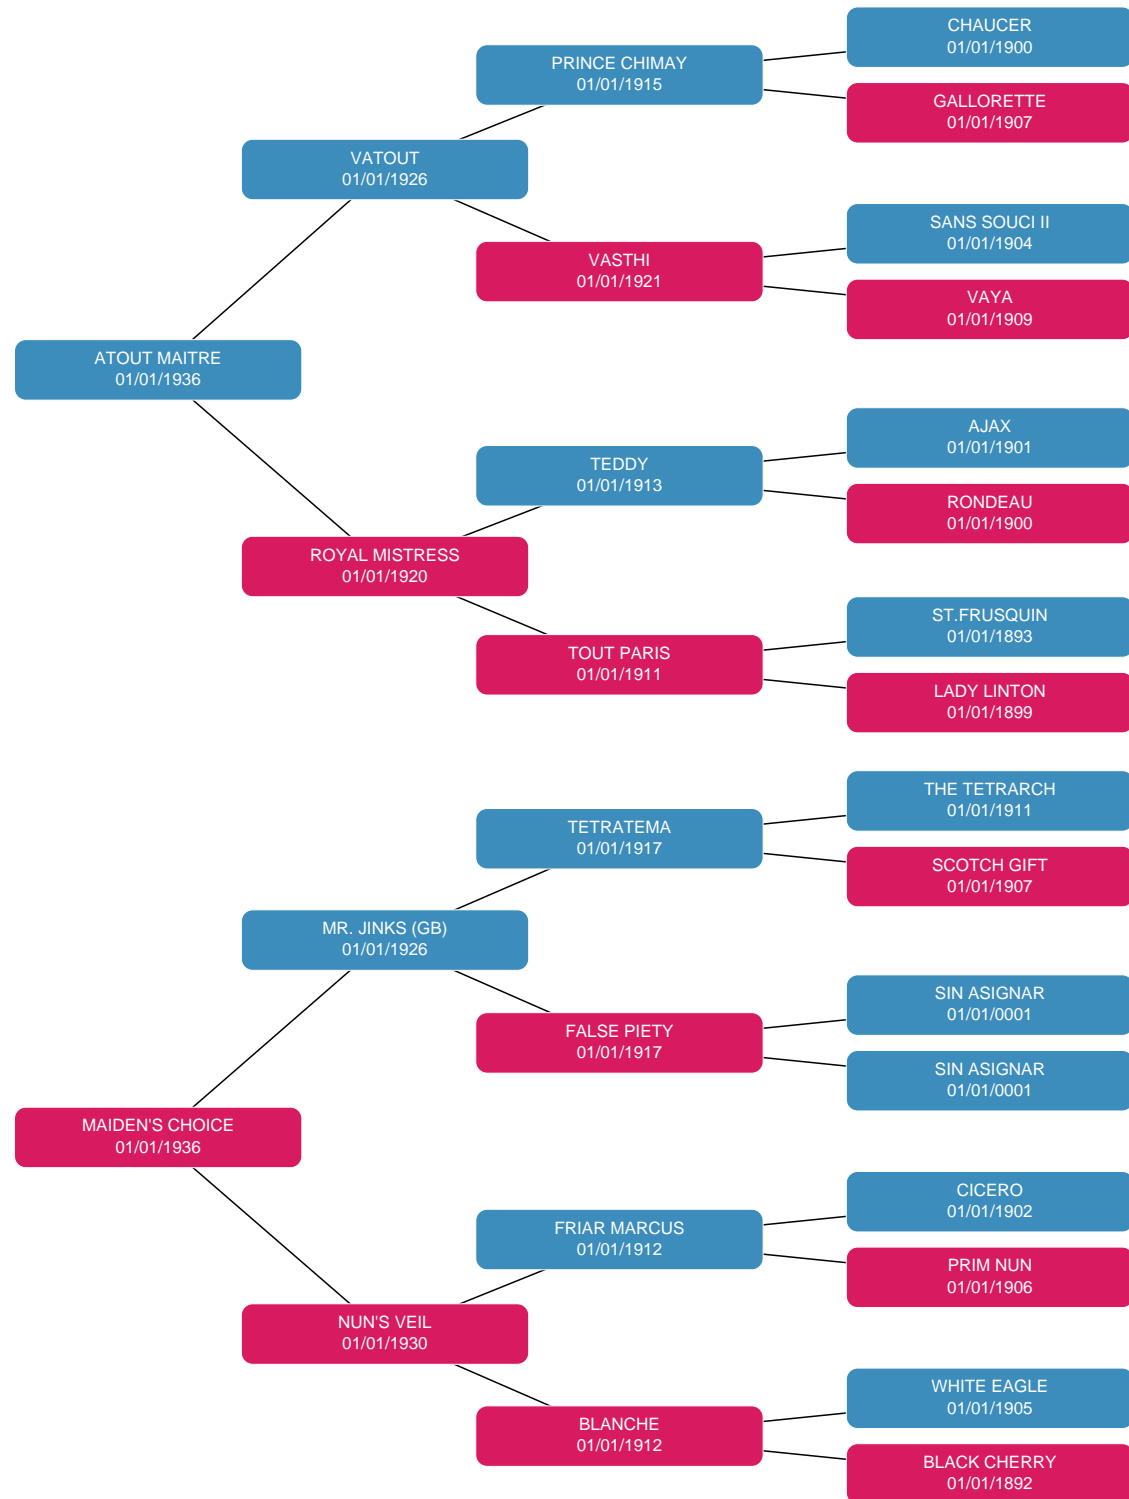 CHAUCER
01/01/1900
PRINCE CHIMAY
01/01/1915
GALLORETTE
01/01/1907
VATOUT
01/01/1926
SANS SOUCI II
01/01/1904
VASTHI
01/01/1921
VAYA
01/01/1909
ATOUT MAITRE
01/01/1936
AJAX
01/01/1901
TEDDY
01/01/1913
RONDEAU
01/01/1900
ROYAL MISTRESS
01/01/1920
ST.FRUSQUIN
01/01/1893
TOUT PARIS
01/01/1911
LADY LINTON
01/01/1899
THE TETRARCH
01/01/1911
TETRATEMA
01/01/1917
SCOTCH GIFT
01/01/1907
MR. JINKS (GB)
01/01/1926
SIN ASIGNAR
01/01/0001
FALSE PIETY
01/01/1917
SIN ASIGNAR
01/01/0001
MAIDEN'S CHOICE
01/01/1936
CICERO
01/01/1902
FRIAR MARCUS
01/01/1912
PRIM NUN
01/01/1906
NUN'S VEIL
01/01/1930
WHITE EAGLE
01/01/1905
BLANCHE
01/01/1912
BLACK CHERRY
01/01/1892